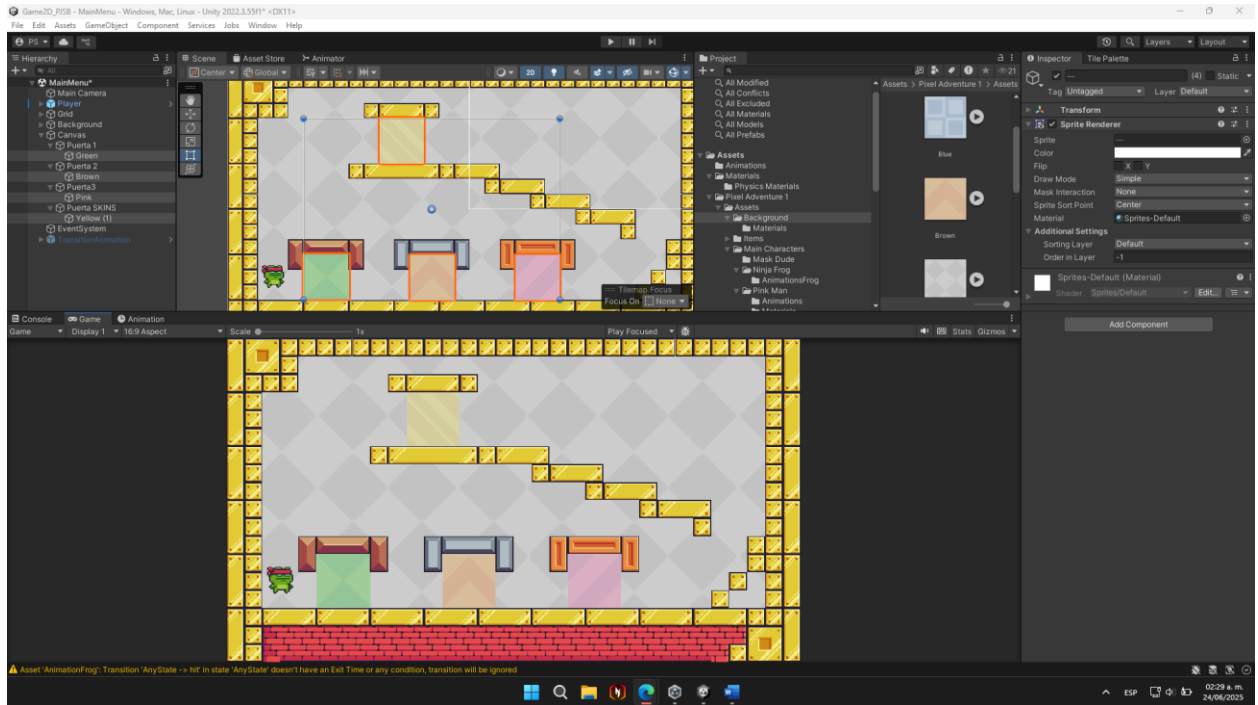 Game2D_PJSB - MainMenu - Windows, Mac, Linux - Unity 2022.3.55f1* <DX11>
File Edit Assets GameObject Component Services Jobs Window Help
PS
Layers Layout
Hierarchy
All
MainMenu*
Main Camera
Player
Grid
Background
Canvas
Puerta 1
Green
Puerta 2
Brown
Puerta3
Pink
Puerta SKINS
Yellow (1)
EventSystem
TransitionAnimation
Scene Asset Store Animator
Center Global 2D
Tilemap Focus
Focus On None
Project
21
All Modified
All Conflicts
All Excluded
All Materials
All Models
All Prefabs
Assets
Animations
Materials
Physics Materials
Pixel Adventure 1
Assets
Background
Materials
Items
Main Characters
Mask Dude
Ninja Frog
AnimationsFrog
Pink Man
Animations
Materials
Assets > Pixel Adventure 1 > Assets
Blue
Brown
Inspector Tile Palette
— (4) Static
Tag Untagged Layer Default
Transform
Sprite Renderer
Sprite —
Color
Flip X Y
Draw Mode Simple
Mask Interaction None
Sprite Sort Point Center
Material Sprites-Default
Additional Settings
Sorting Layer Default
Order in Layer -1
Sprites-Default (Material)
Shader Sprites/Default Edit...
Add Component
Console Game Animation
Game Display 1 16:9 Aspect Scale 1x Play Focused Stats Gizmos
Asset 'AnimationFrog': Transition 'AnyState -> hit' in state 'AnyState' doesn't have an Exit Time or any condition, transition will be ignored
ESP
02:29 a. m.
24/06/2025